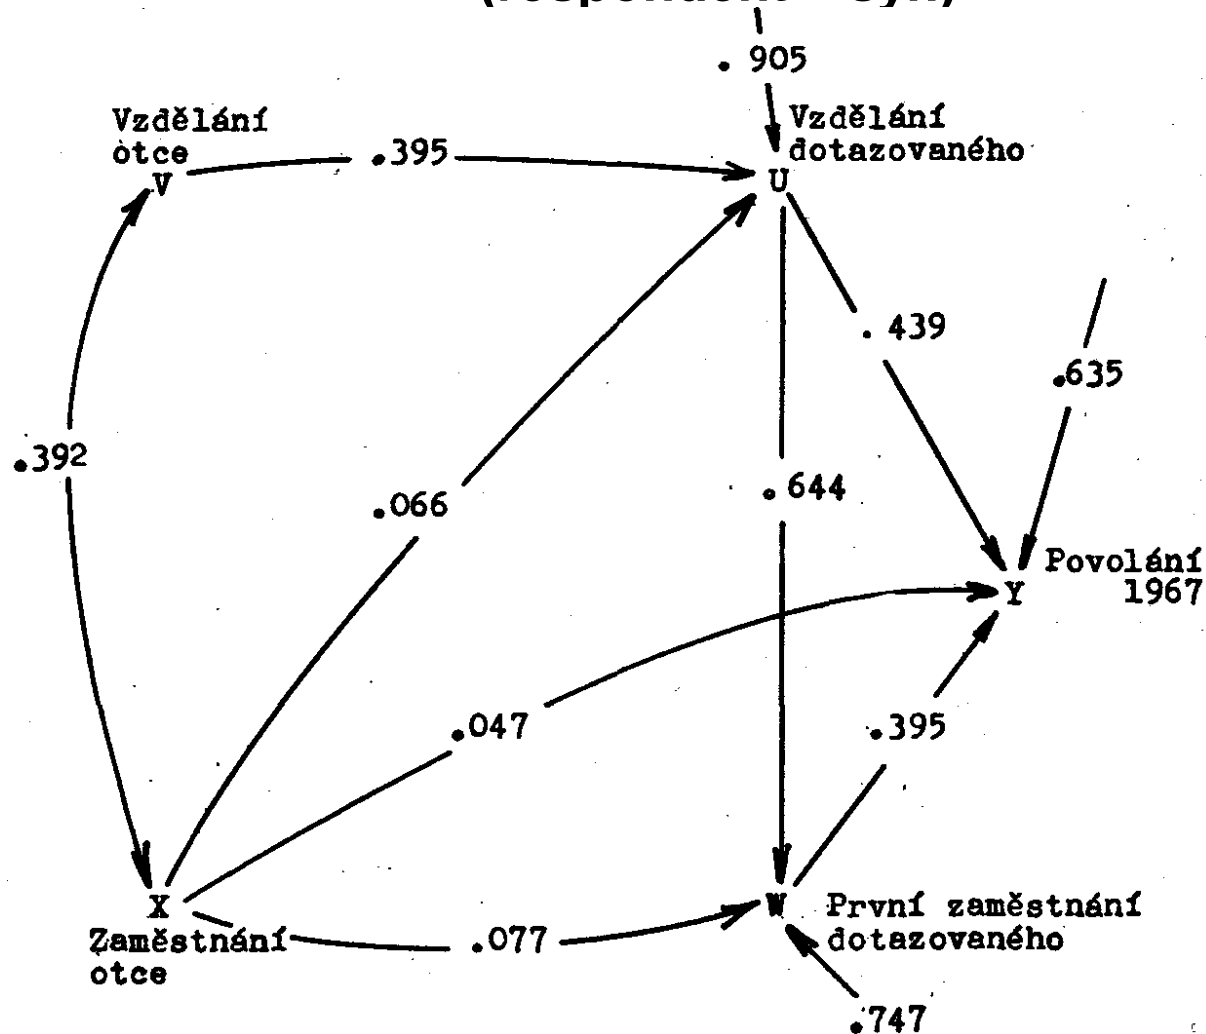 . 905
Vzdělání
otce
V
.395
Vzdělání
dotazovaného
U
. 439
.635
.392
.066
. 644
Povolání
1967
Y
.047
.395
X
Zaměstnání
otce
.077
W
První zaměstnání
dotazovaného
.747